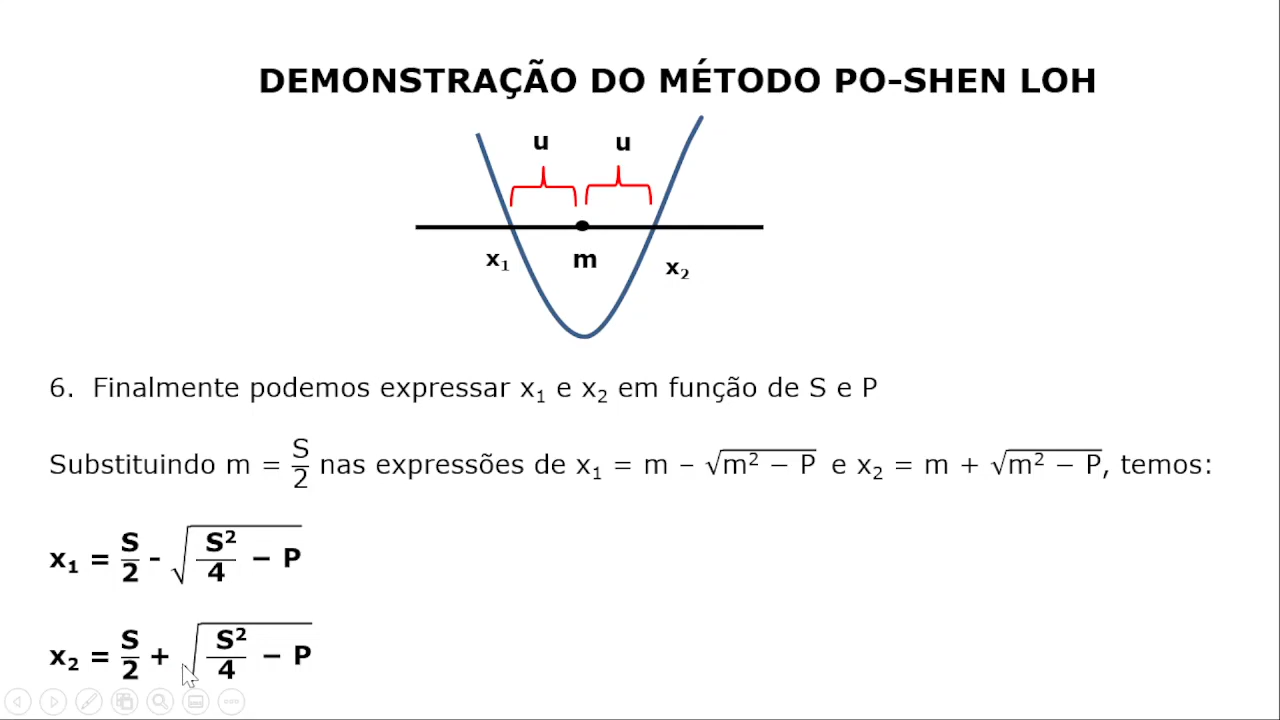 DEMONSTRAÇÃO DO MÉTODO PO-SHEN LOH
u u
x₁ m x₂
6. Finalmente podemos expressar x₁ e x₂ em função de S e P
Substituindo m = S/2 nas expressões de x₁ = m – √(m² − P) e x₂ = m + √(m² − P), temos:
x₁ = S/2 - √(S²/4 − P)
x₂ = S/2 + √(S²/4 − P)